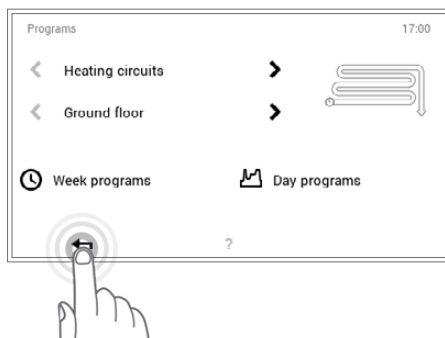 Programs 17:00
Heating circuits
Ground floor
Week programs Day programs
?